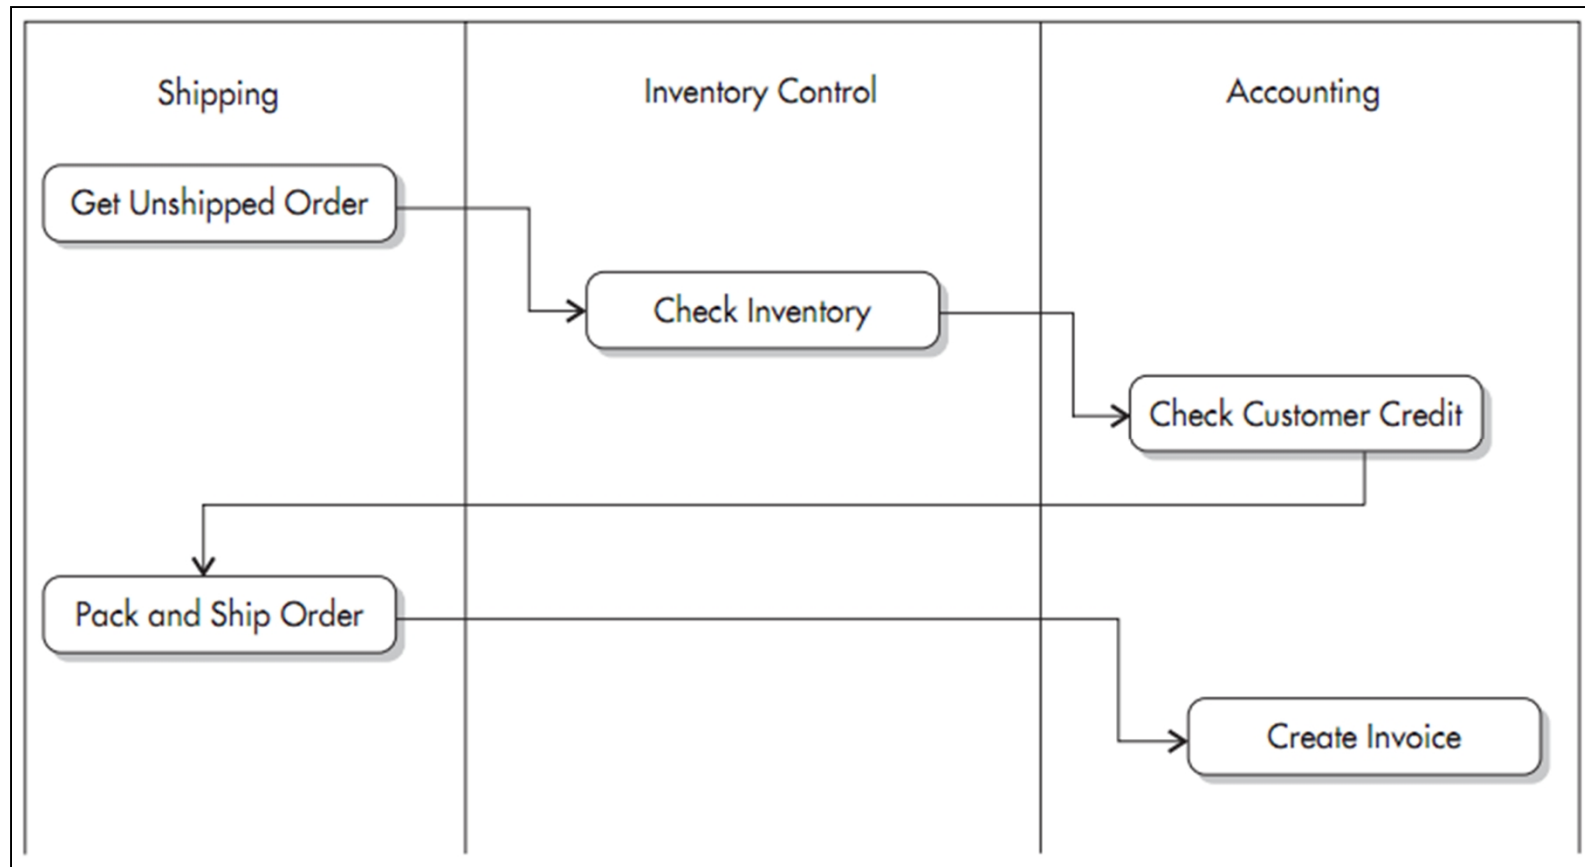 Shipping
Inventory Control
Accounting
Get Unshipped Order
Check Inventory
Check Customer Credit
Pack and Ship Order
Create Invoice